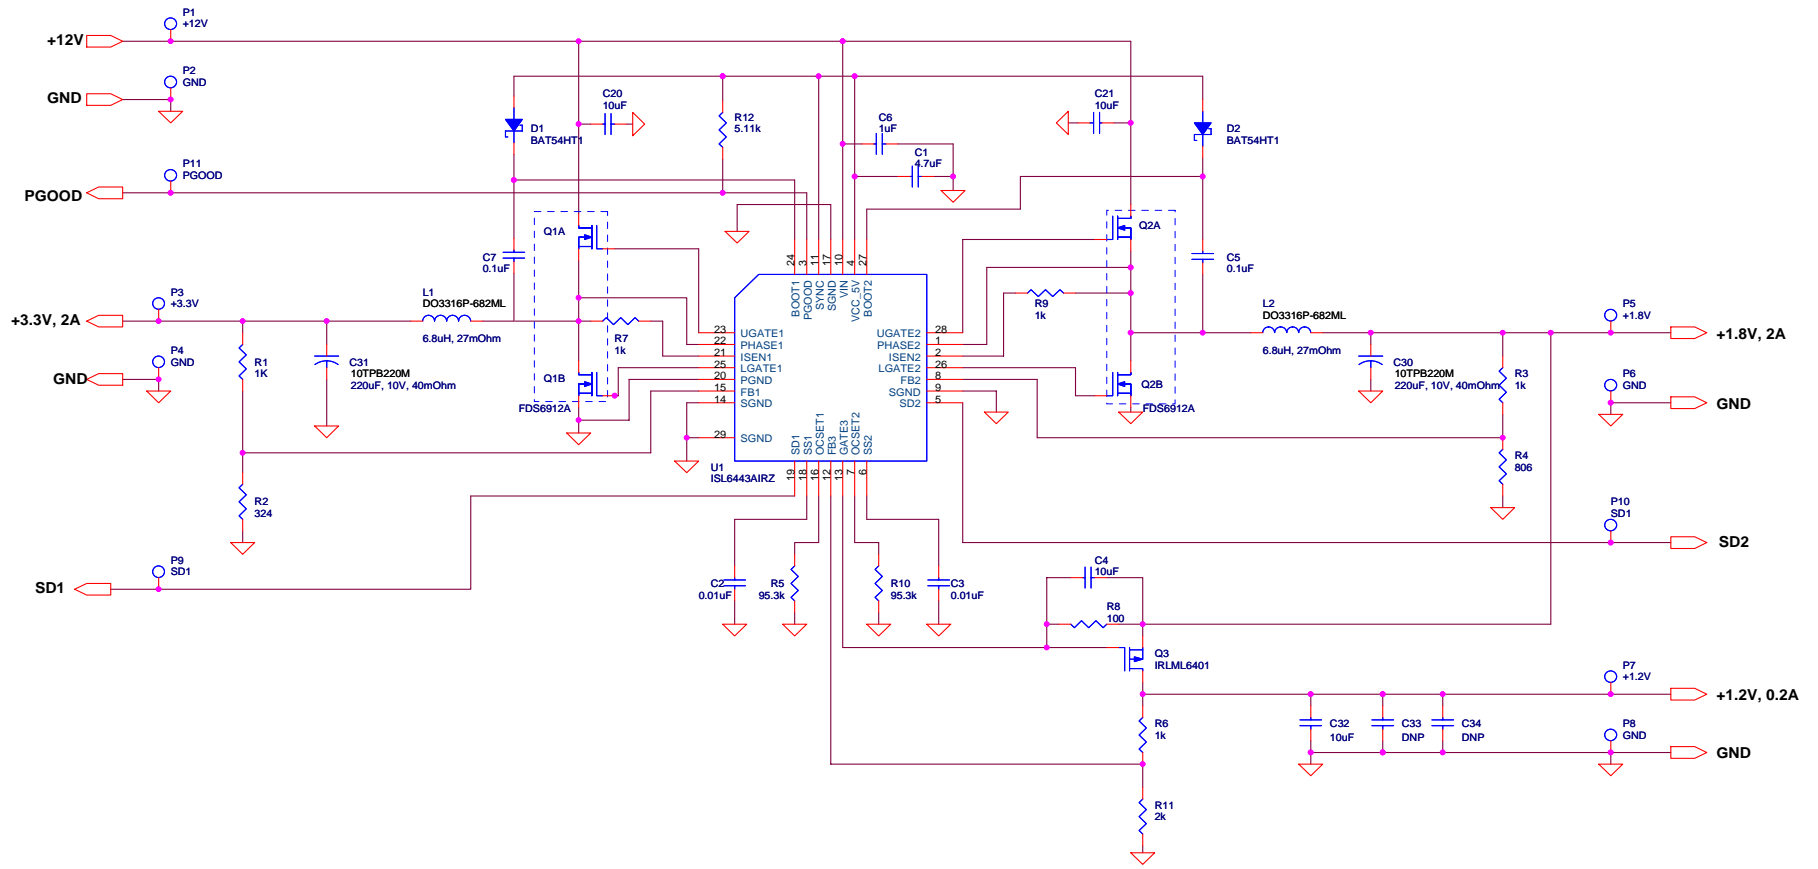 P1
+12V
+12V
P2
GND
GND
C20
10uF
C21
10uF
D1
BAT54HT1
R12
5.11k
C6
1uF
C1
4.7uF
D2
BAT54HT1
P11
PGOOD
PGOOD
Q1A
Q2A
C7
0.1uF
C5
0.1uF
24
3
11
17
10
4
27
BOOT1
PGOOD
SYNC
SGND
VIN
VCC_5V
BOOT2
P3
+3.3V
+3.3V, 2A
L1
DO3316P-682ML
6.8uH, 27mOhm
R7
1k
R9
1k
L2
DO3316P-682ML
6.8uH, 27mOhm
P5
+1.8V
+1.8V, 2A
23
UGATE1
22
PHASE1
21
ISEN1
25
LGATE1
20
PGND
15
FB1
14
SGND
29
SGND
UGATE2
28
PHASE2
1
ISEN2
2
LGATE2
26
FB2
8
SGND
9
SD2
5
P4
GND
GND
R1
1K
C31
10TPB220M
220uF, 10V, 40mOhm
Q1B
FDS6912A
Q2B
FDS6912A
C30
10TPB220M
220uF, 10V, 40mOhm
R3
1k
P6
GND
GND
SD1
SS1
OCSET1
FB3
GATE3
OCSET2
SS2
19
18
16
12
13
7
6
U1
ISL6443AIRZ
R4
806
R2
324
P10
SD1
SD2
P9
SD1
SD1
C2
0.01uF
R5
95.3k
R10
95.3k
C3
0.01uF
C4
10uF
R8
100
Q3
IRLML6401
P7
+1.2V
+1.2V, 0.2A
R6
1k
C32
10uF
C33
DNP
C34
DNP
P8
GND
GND
R11
2k